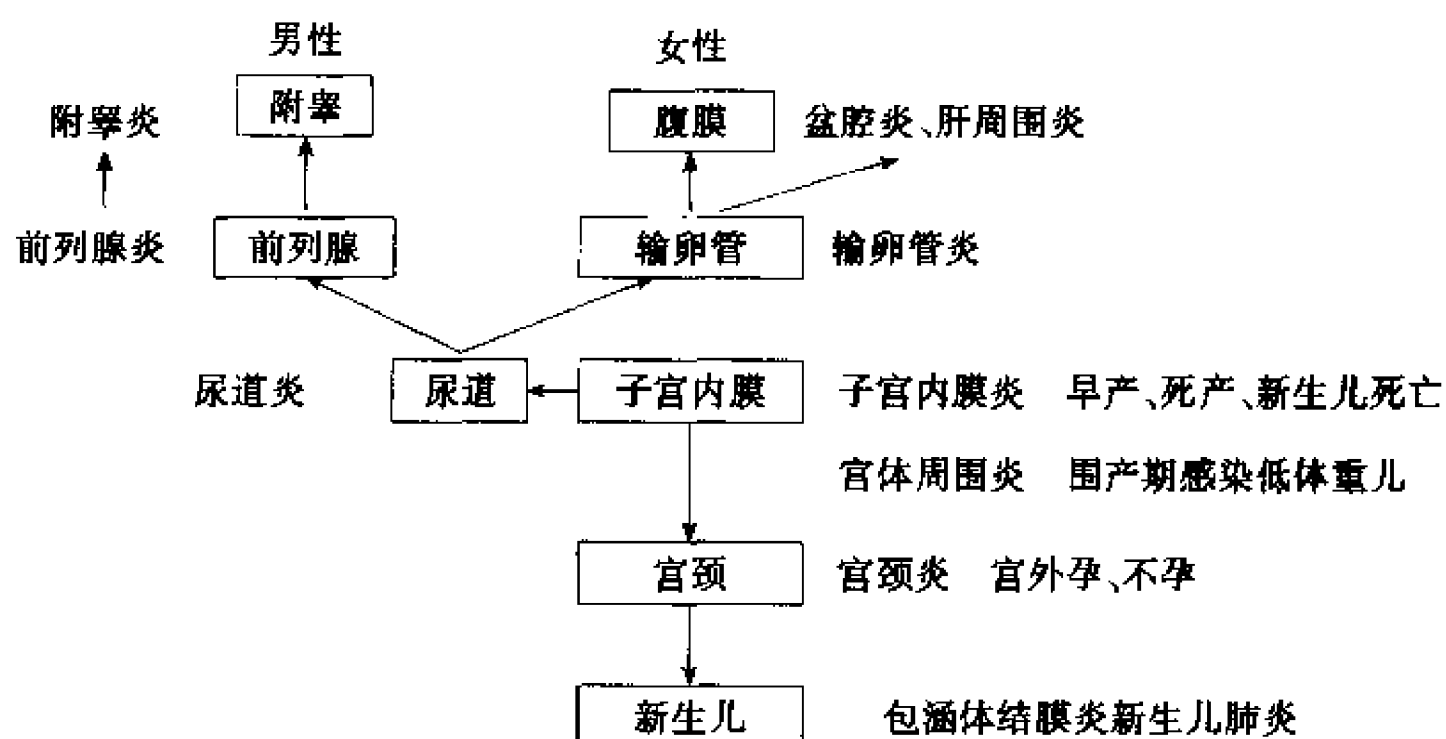 男性 女性
附睾炎 附睾 腹膜 盆腔炎、肝周围炎
前列腺炎 前列腺 输卵管 输卵管炎
尿道炎 尿道 子宫内膜 子宫内膜炎 早产、死产、新生儿死亡
宫体周围炎 围产期感染低体重儿
宫颈 宫颈炎 宫外孕、不孕
新生儿 包涵体结膜炎新生儿肺炎